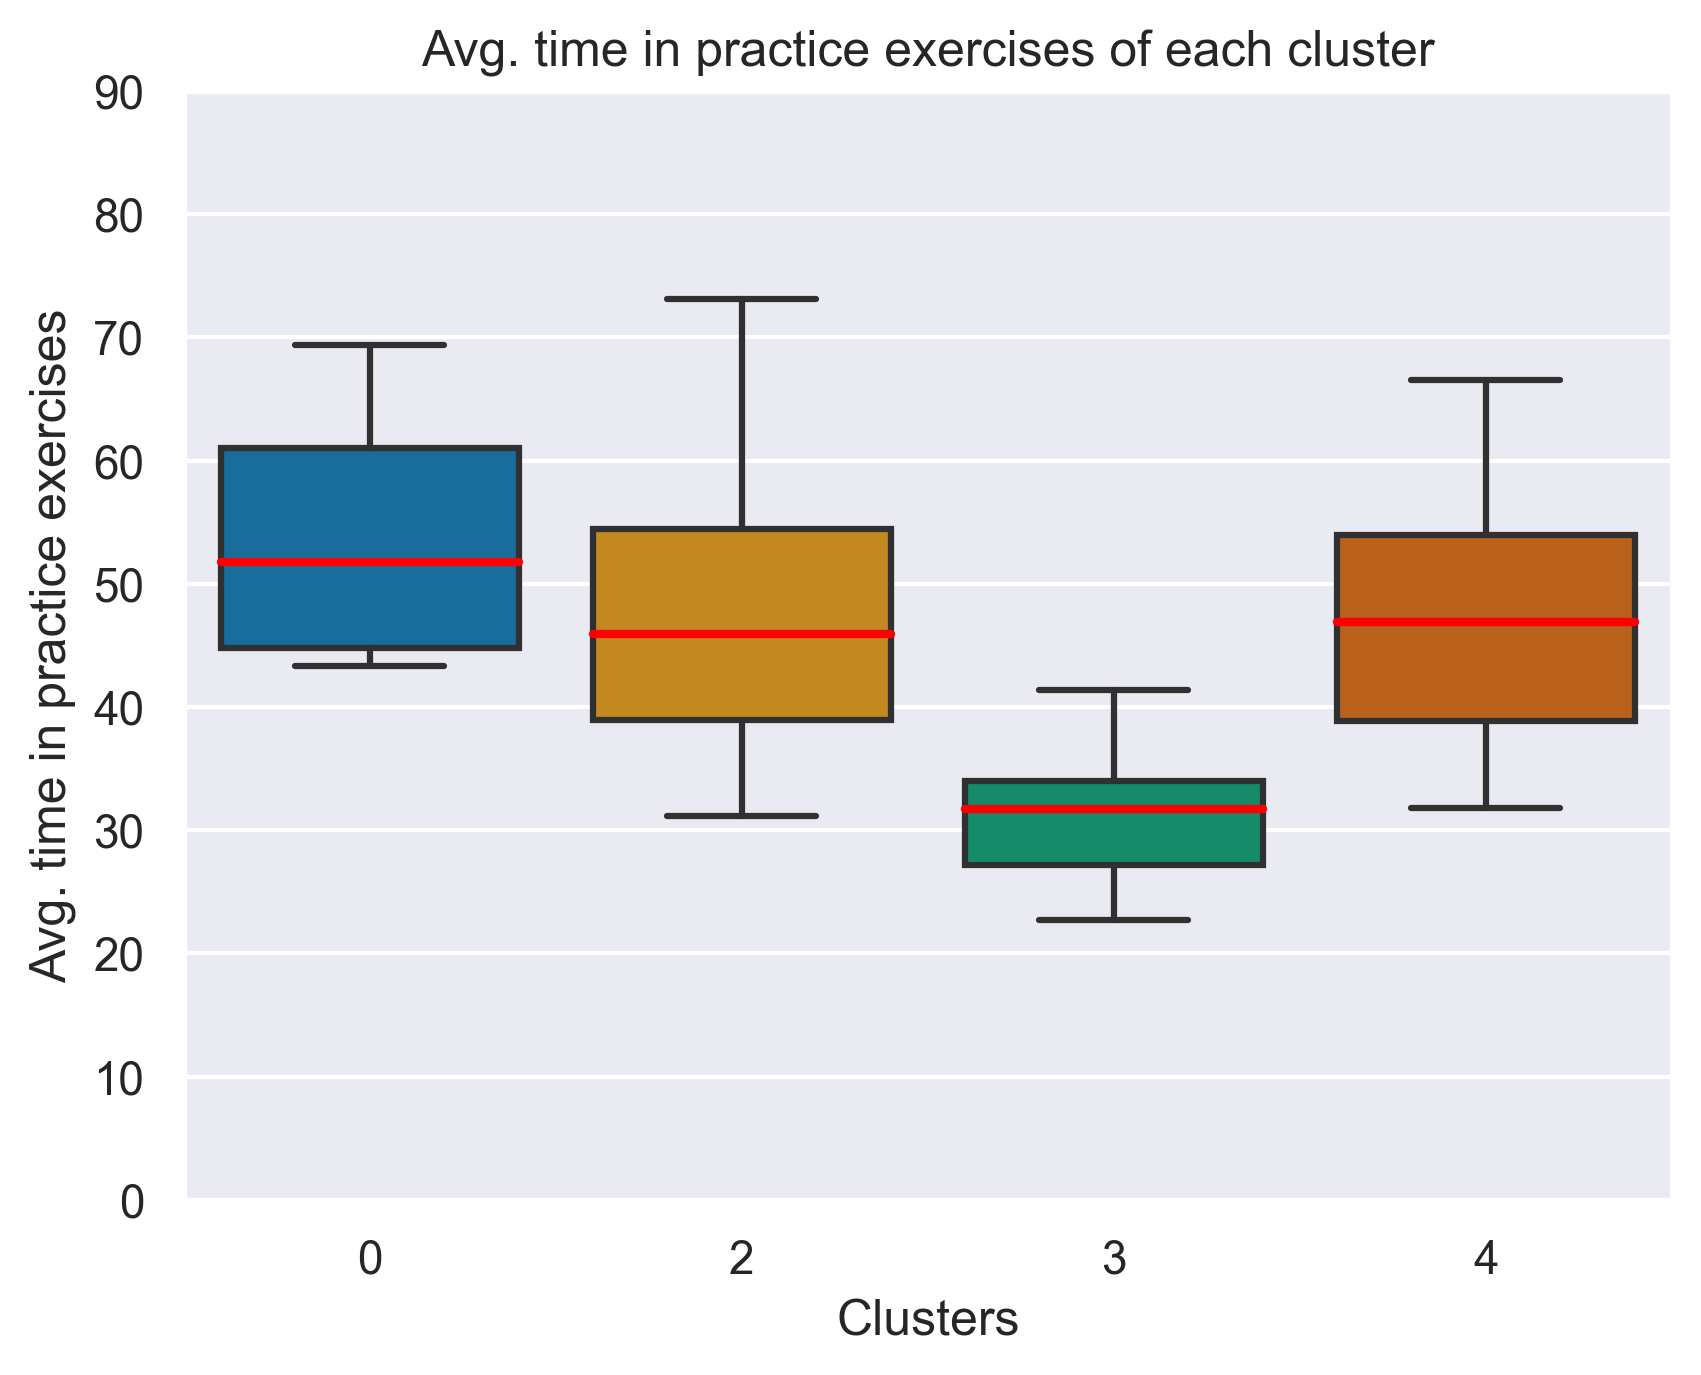 Avg. time in practice exercises of each cluster
Avg. time in practice exercises
90
80
70
60
50
40
30
20
10
0
0 2 3 4
Clusters